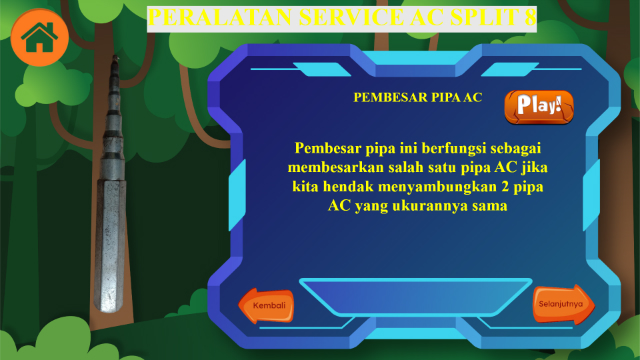 PERALATAN SERVICE AC SPLIT 8
PEMBESAR PIPA AC
Play!
Pembesar pipa ini berfungsi sebagai
membesarkan salah satu pipa AC jika
kita hendak menyambungkan 2 pipa
AC yang ukurannya sama
Kembali
Selanjutnya